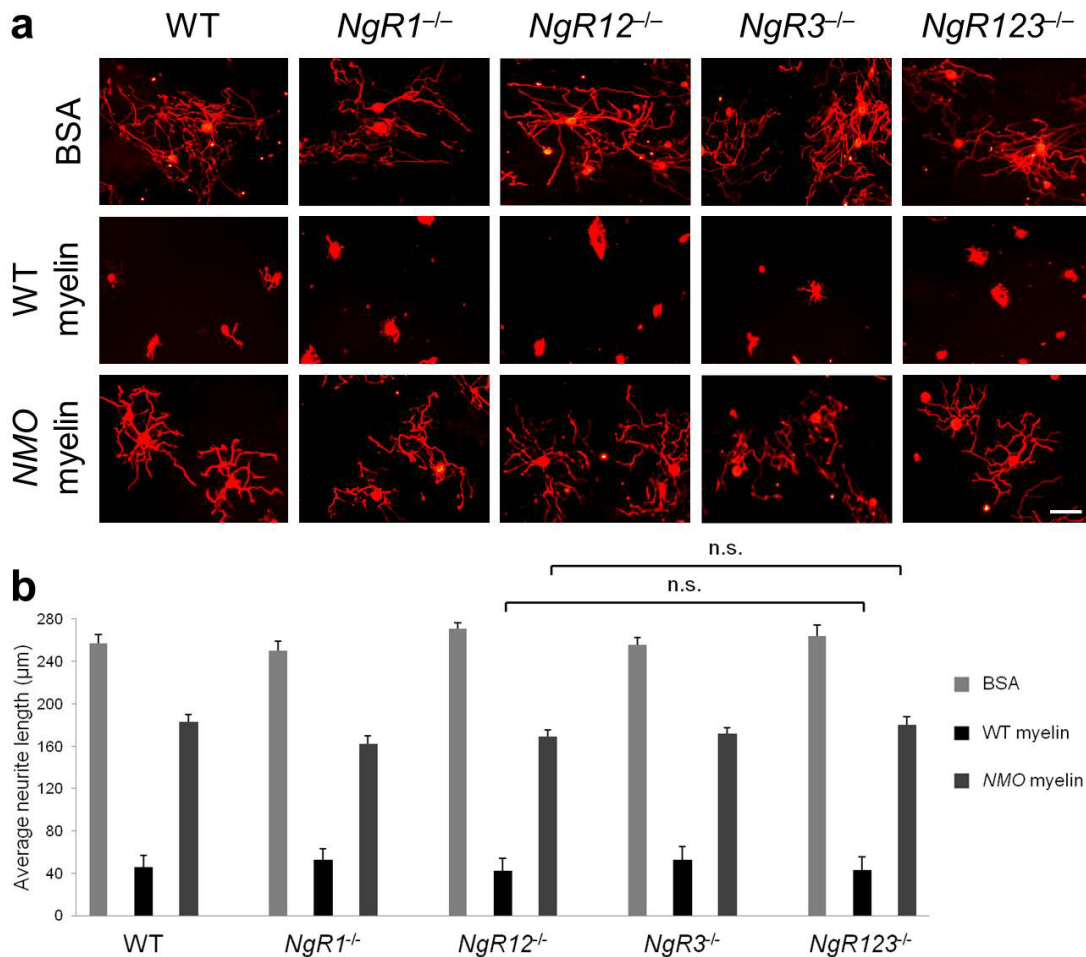 a
WT NgR1–/– NgR12–/– NgR3–/– NgR123–/–
BSA
WT
myelin
NMO
myelin
n.s.
n.s.
b
Average neurite length (µm)
280
240
200
160
120
80
40
0
WT NgR1-/- NgR12-/- NgR3-/- NgR123-/-
BSA
WT myelin
NMO myelin